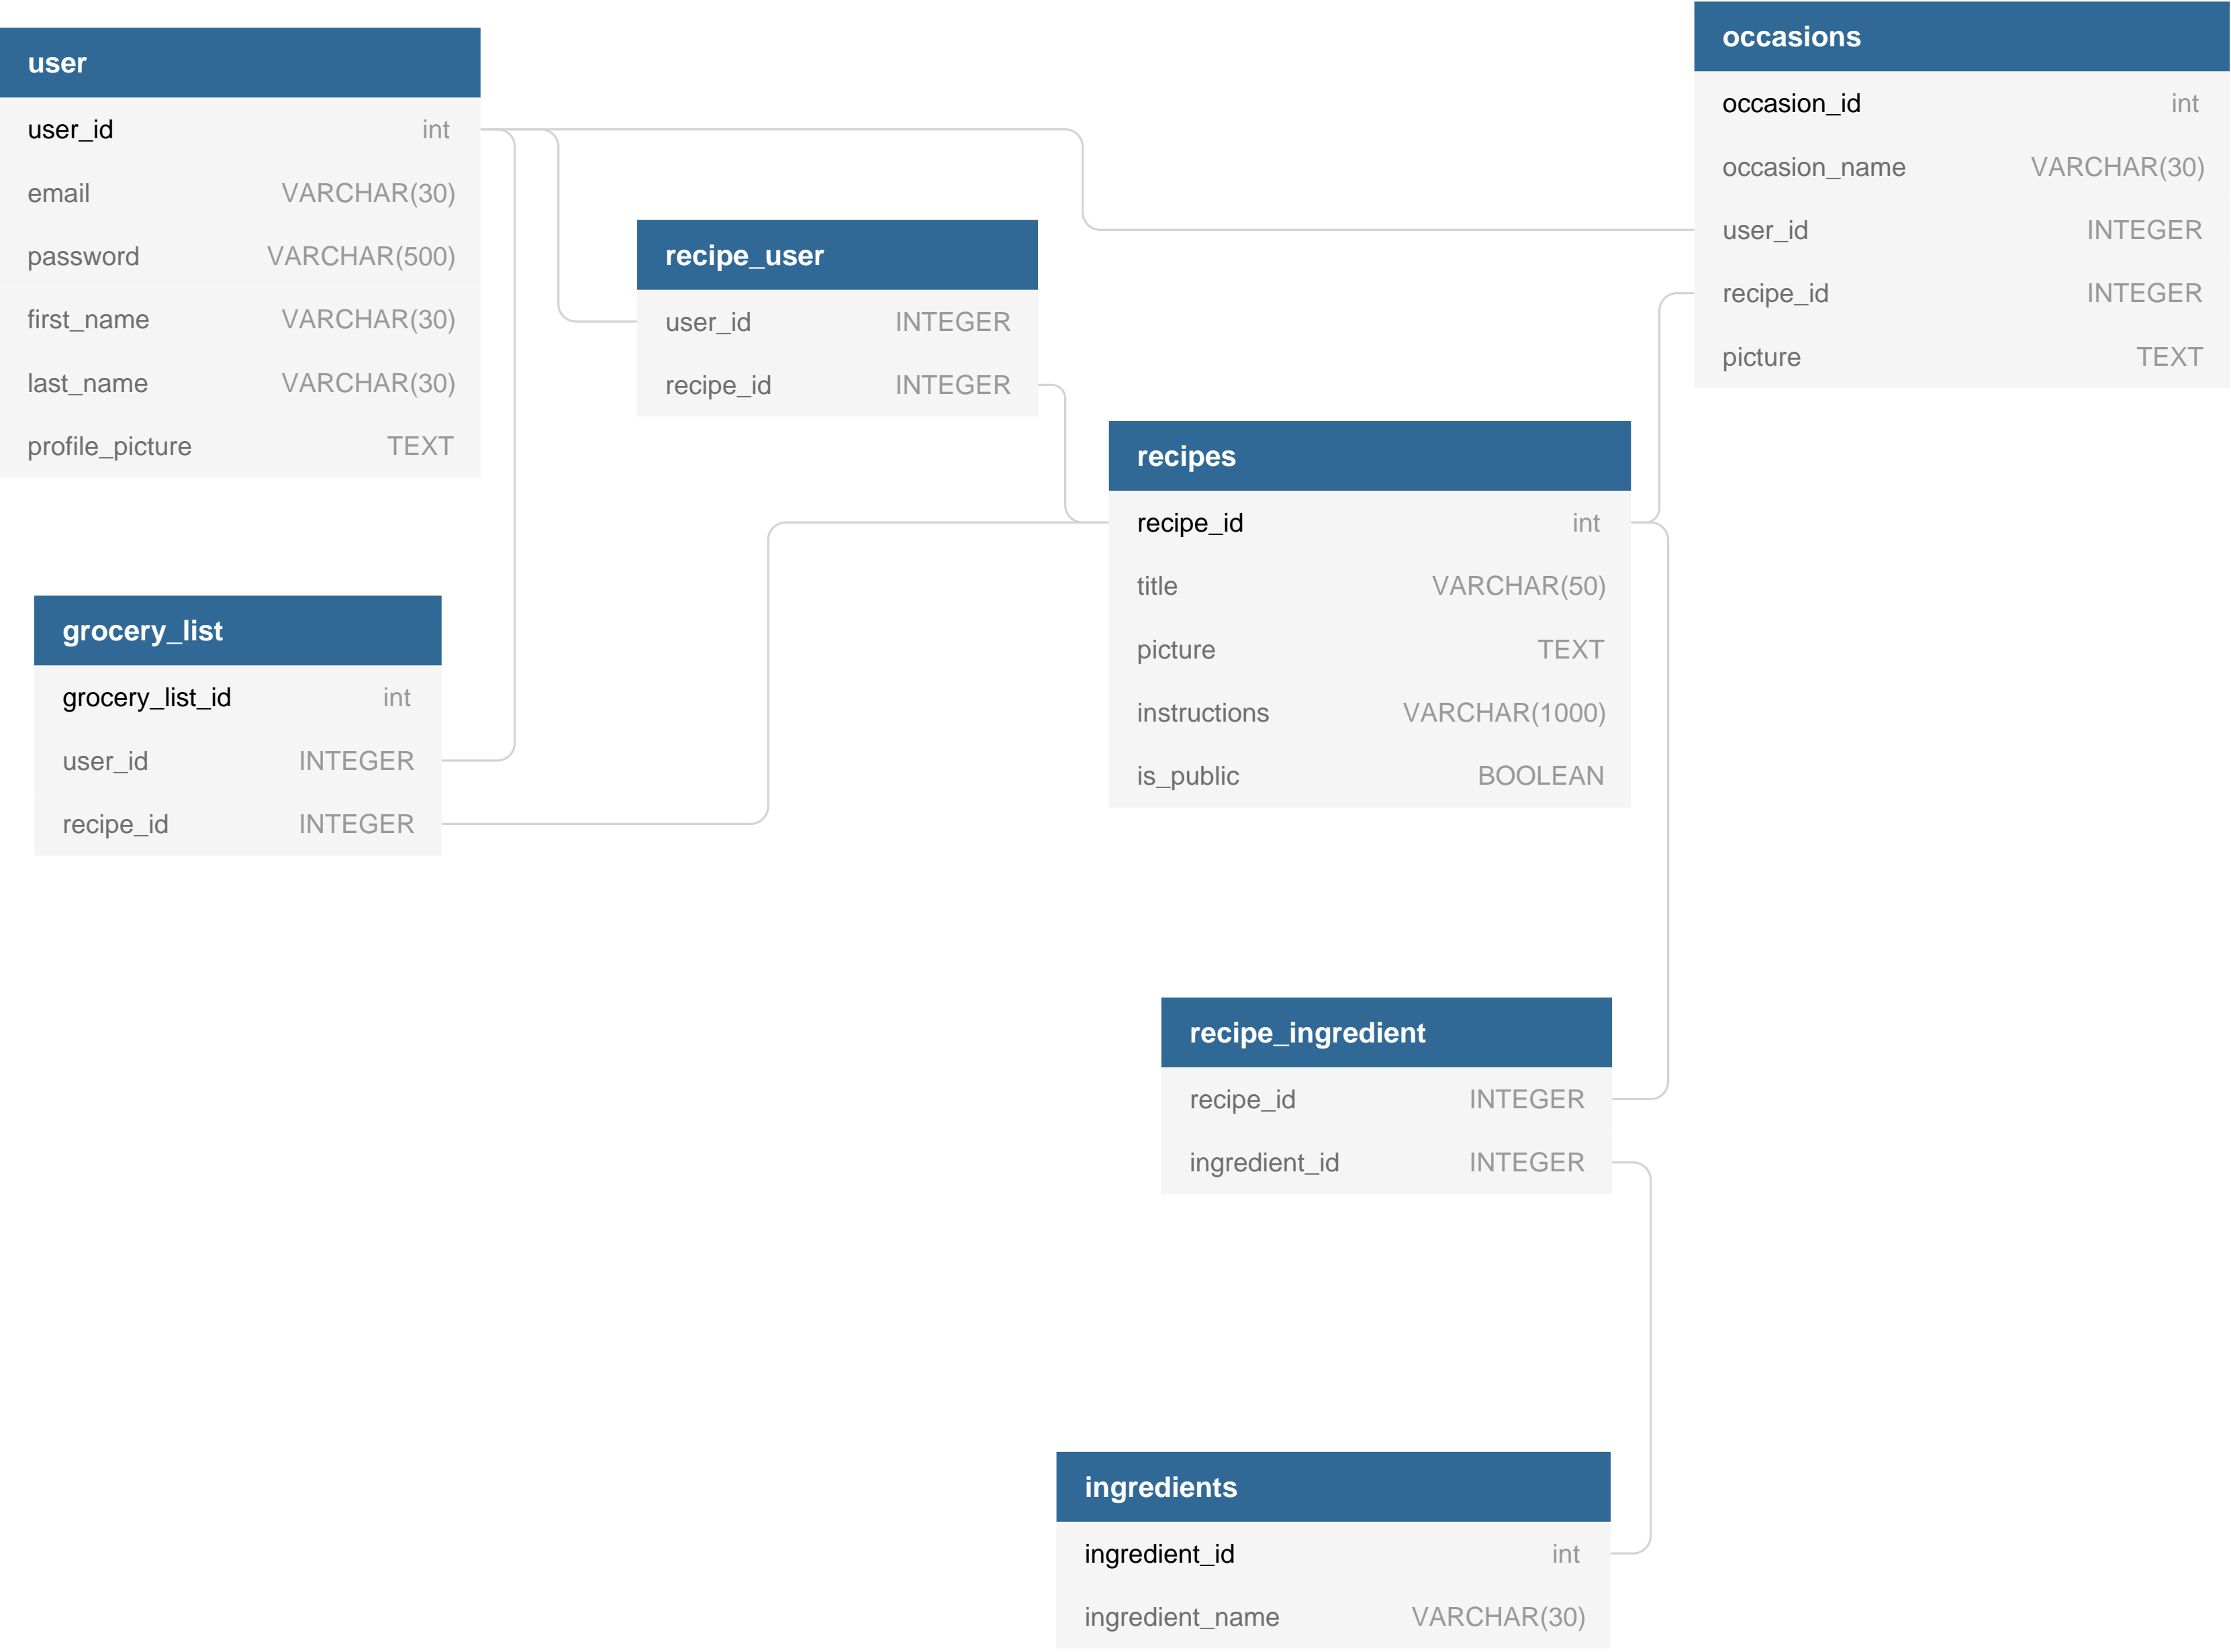 user
user_id int
email VARCHAR(30)
password VARCHAR(500)
first_name VARCHAR(30)
last_name VARCHAR(30)
profile_picture TEXT
occasions
occasion_id int
occasion_name VARCHAR(30)
user_id INTEGER
recipe_id INTEGER
picture TEXT
recipe_user
user_id INTEGER
recipe_id INTEGER
recipes
recipe_id int
title VARCHAR(50)
picture TEXT
instructions VARCHAR(1000)
is_public BOOLEAN
grocery_list
grocery_list_id int
user_id INTEGER
recipe_id INTEGER
recipe_ingredient
recipe_id INTEGER
ingredient_id INTEGER
ingredients
ingredient_id int
ingredient_name VARCHAR(30)